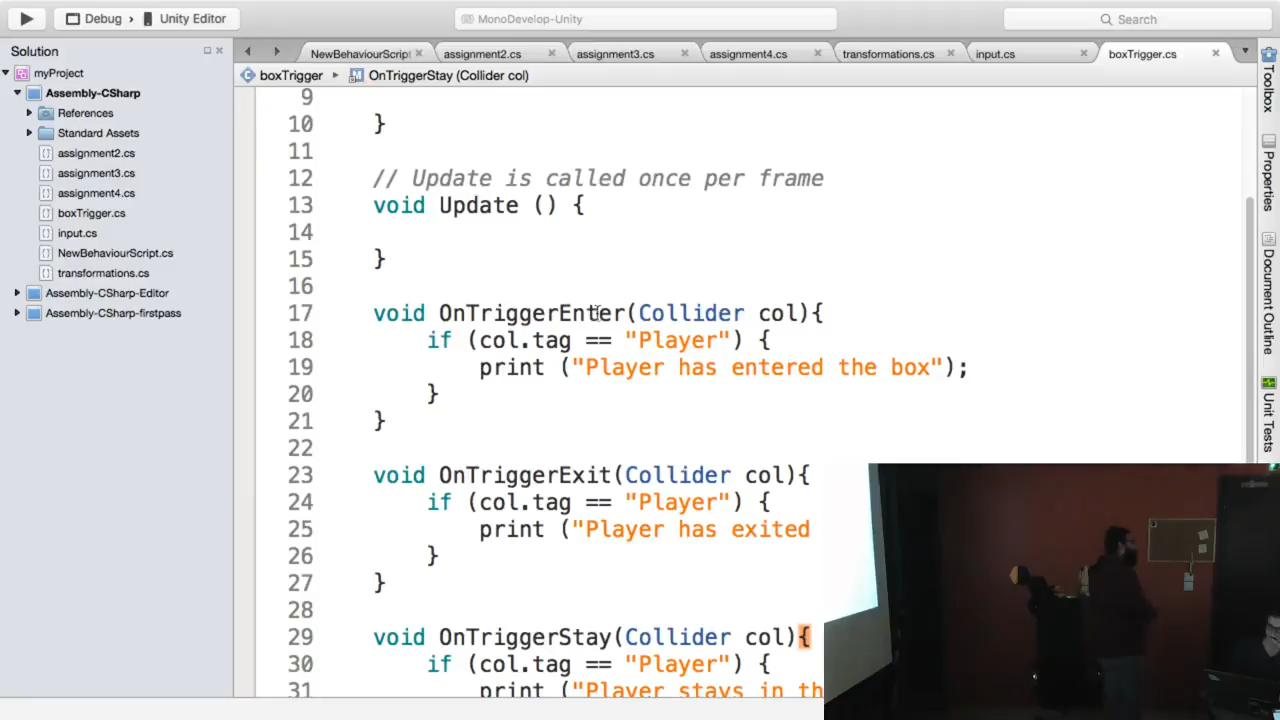 Debug
Unity Editor
MonoDevelop-Unity
Search
Solution
myProject
Assembly-CSharp
References
Standard Assets
assignment2.cs
assignment3.cs
assignment4.cs
boxTrigger.cs
input.cs
NewBehaviourScript.cs
transformations.cs
Assembly-CSharp-Editor
Assembly-CSharp-firstpass
NewBehaviourScript
assignment2.cs
assignment3.cs
assignment4.cs
transformations.cs
input.cs
boxTrigger.cs
boxTrigger
OnTriggerStay (Collider col)
9
10 }
11
12 // Update is called once per frame
13 void Update () {
14
15 }
16
17 void OnTriggerEnter(Collider col){
18 if (col.tag == "Player") {
19 print ("Player has entered the box");
20 }
21 }
22
23 void OnTriggerExit(Collider col){
24 if (col.tag == "Player") {
25 print ("Player has exited
26 }
27 }
28
29 void OnTriggerStay(Collider col){
30 if (col.tag == "Player") {
31 print ("Player stays in th
Toolbox
Properties
Document Outline
Unit Tests